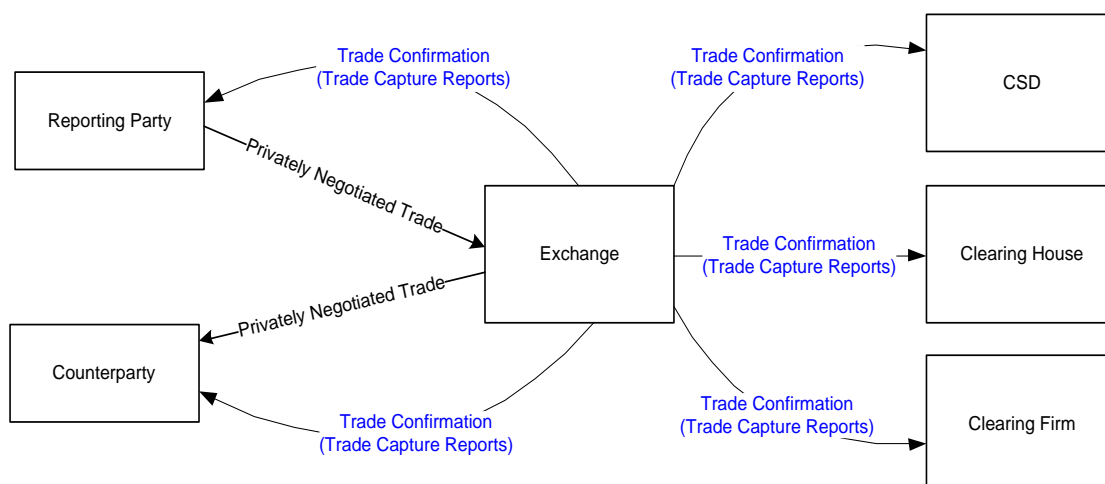 Trade Confirmation
(Trade Capture Reports)
Trade Confirmation
(Trade Capture Reports)
CSD
Reporting Party
Privately Negotiated Trade
Exchange
Trade Confirmation
(Trade Capture Reports)
Clearing House
Privately Negotiated Trade
Counterparty
Trade Confirmation
(Trade Capture Reports)
Trade Confirmation
(Trade Capture Reports)
Clearing Firm